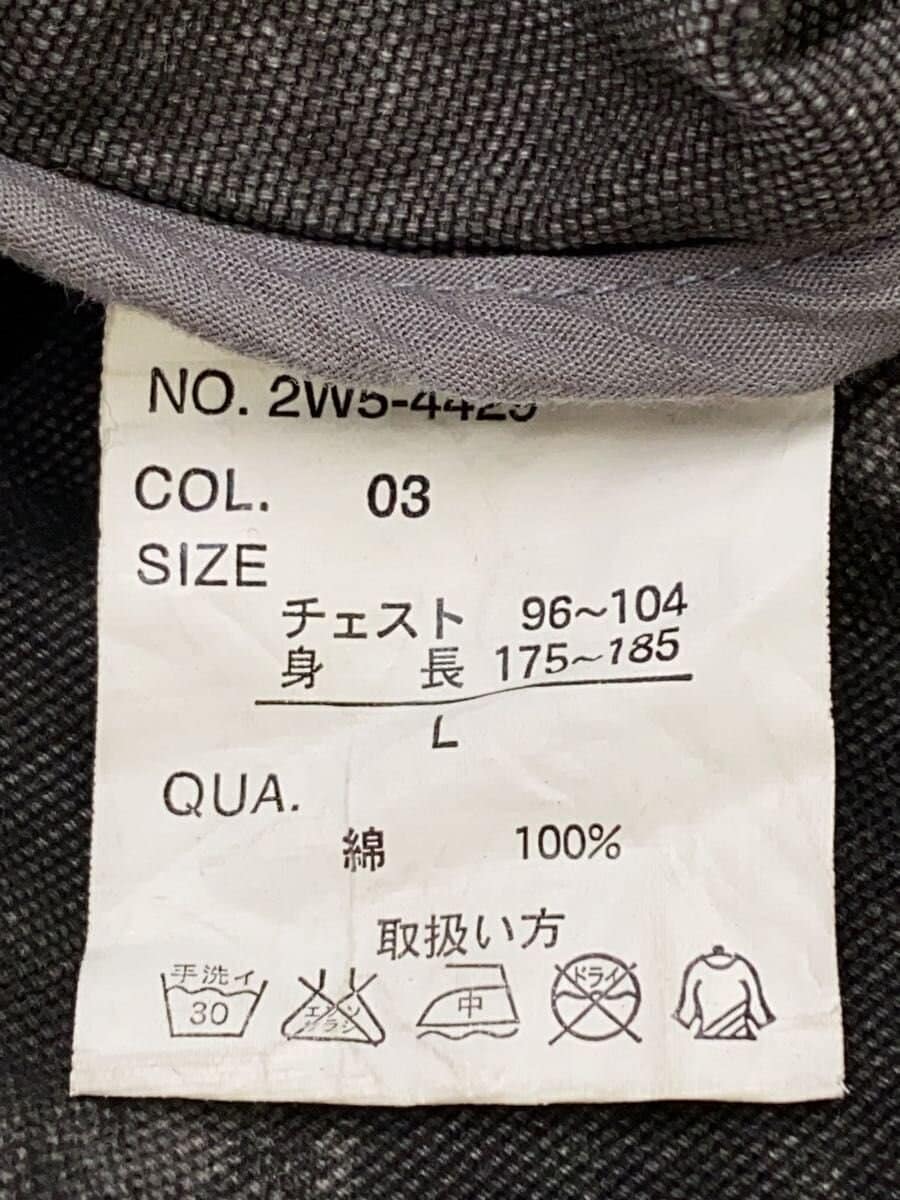 NO. 2W5-4429
COL. 03
SIZE
チェスト 96~104
身 長 175~185
L
QUA.
綿 100%
取扱い方
手洗イ 30
エンソ サラシ
中
ドライ